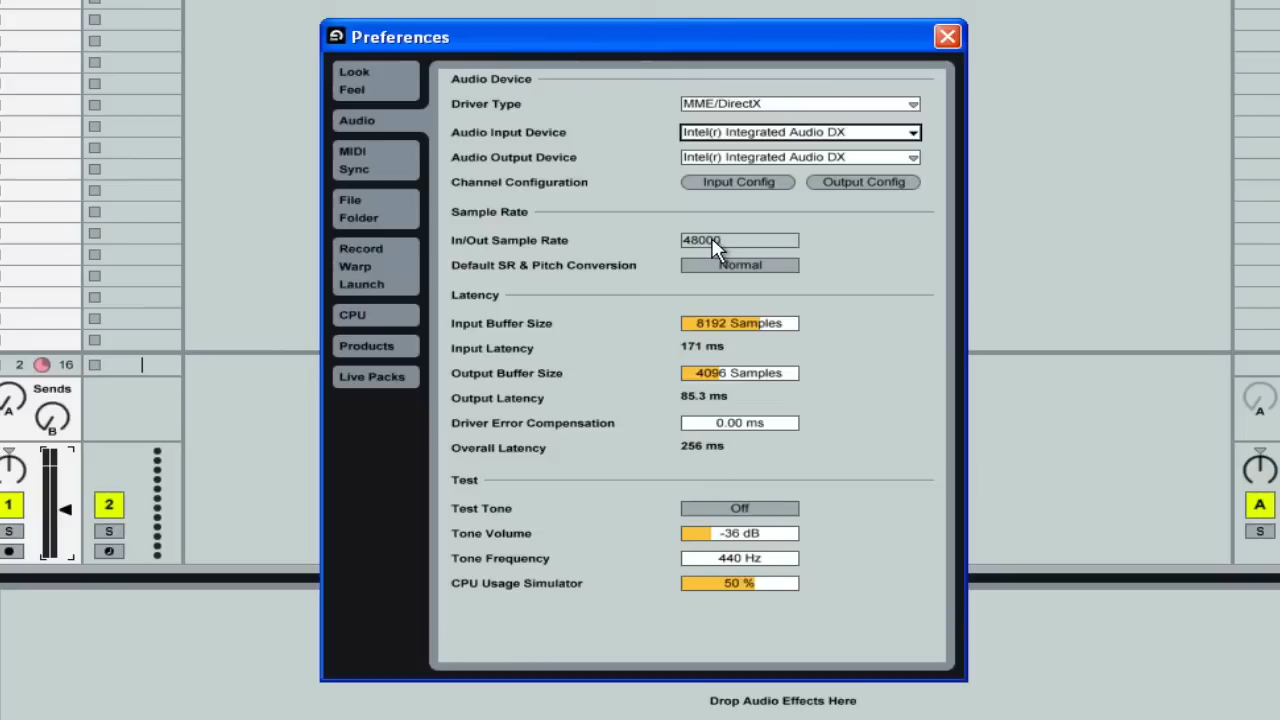 Preferences
Look
Feel
Audio
MIDI
Sync
File
Folder
Record
Warp
Launch
CPU
Products
Live Packs
Audio Device
Driver Type MME/DirectX
Audio Input Device Intel(r) Integrated Audio DX
Audio Output Device Intel(r) Integrated Audio DX
Channel Configuration Input Config Output Config
Sample Rate
In/Out Sample Rate 48000
Default SR & Pitch Conversion Normal
Latency
Input Buffer Size 8192 Samples
Input Latency 171 ms
Output Buffer Size 4096 Samples
Output Latency 85.3 ms
Driver Error Compensation 0.00 ms
Overall Latency 256 ms
Test
Test Tone Off
Tone Volume -36 dB
Tone Frequency 440 Hz
CPU Usage Simulator 50 %
2 16
Sends
A
B
1 2
S S
A
A
S
Drop Audio Effects Here